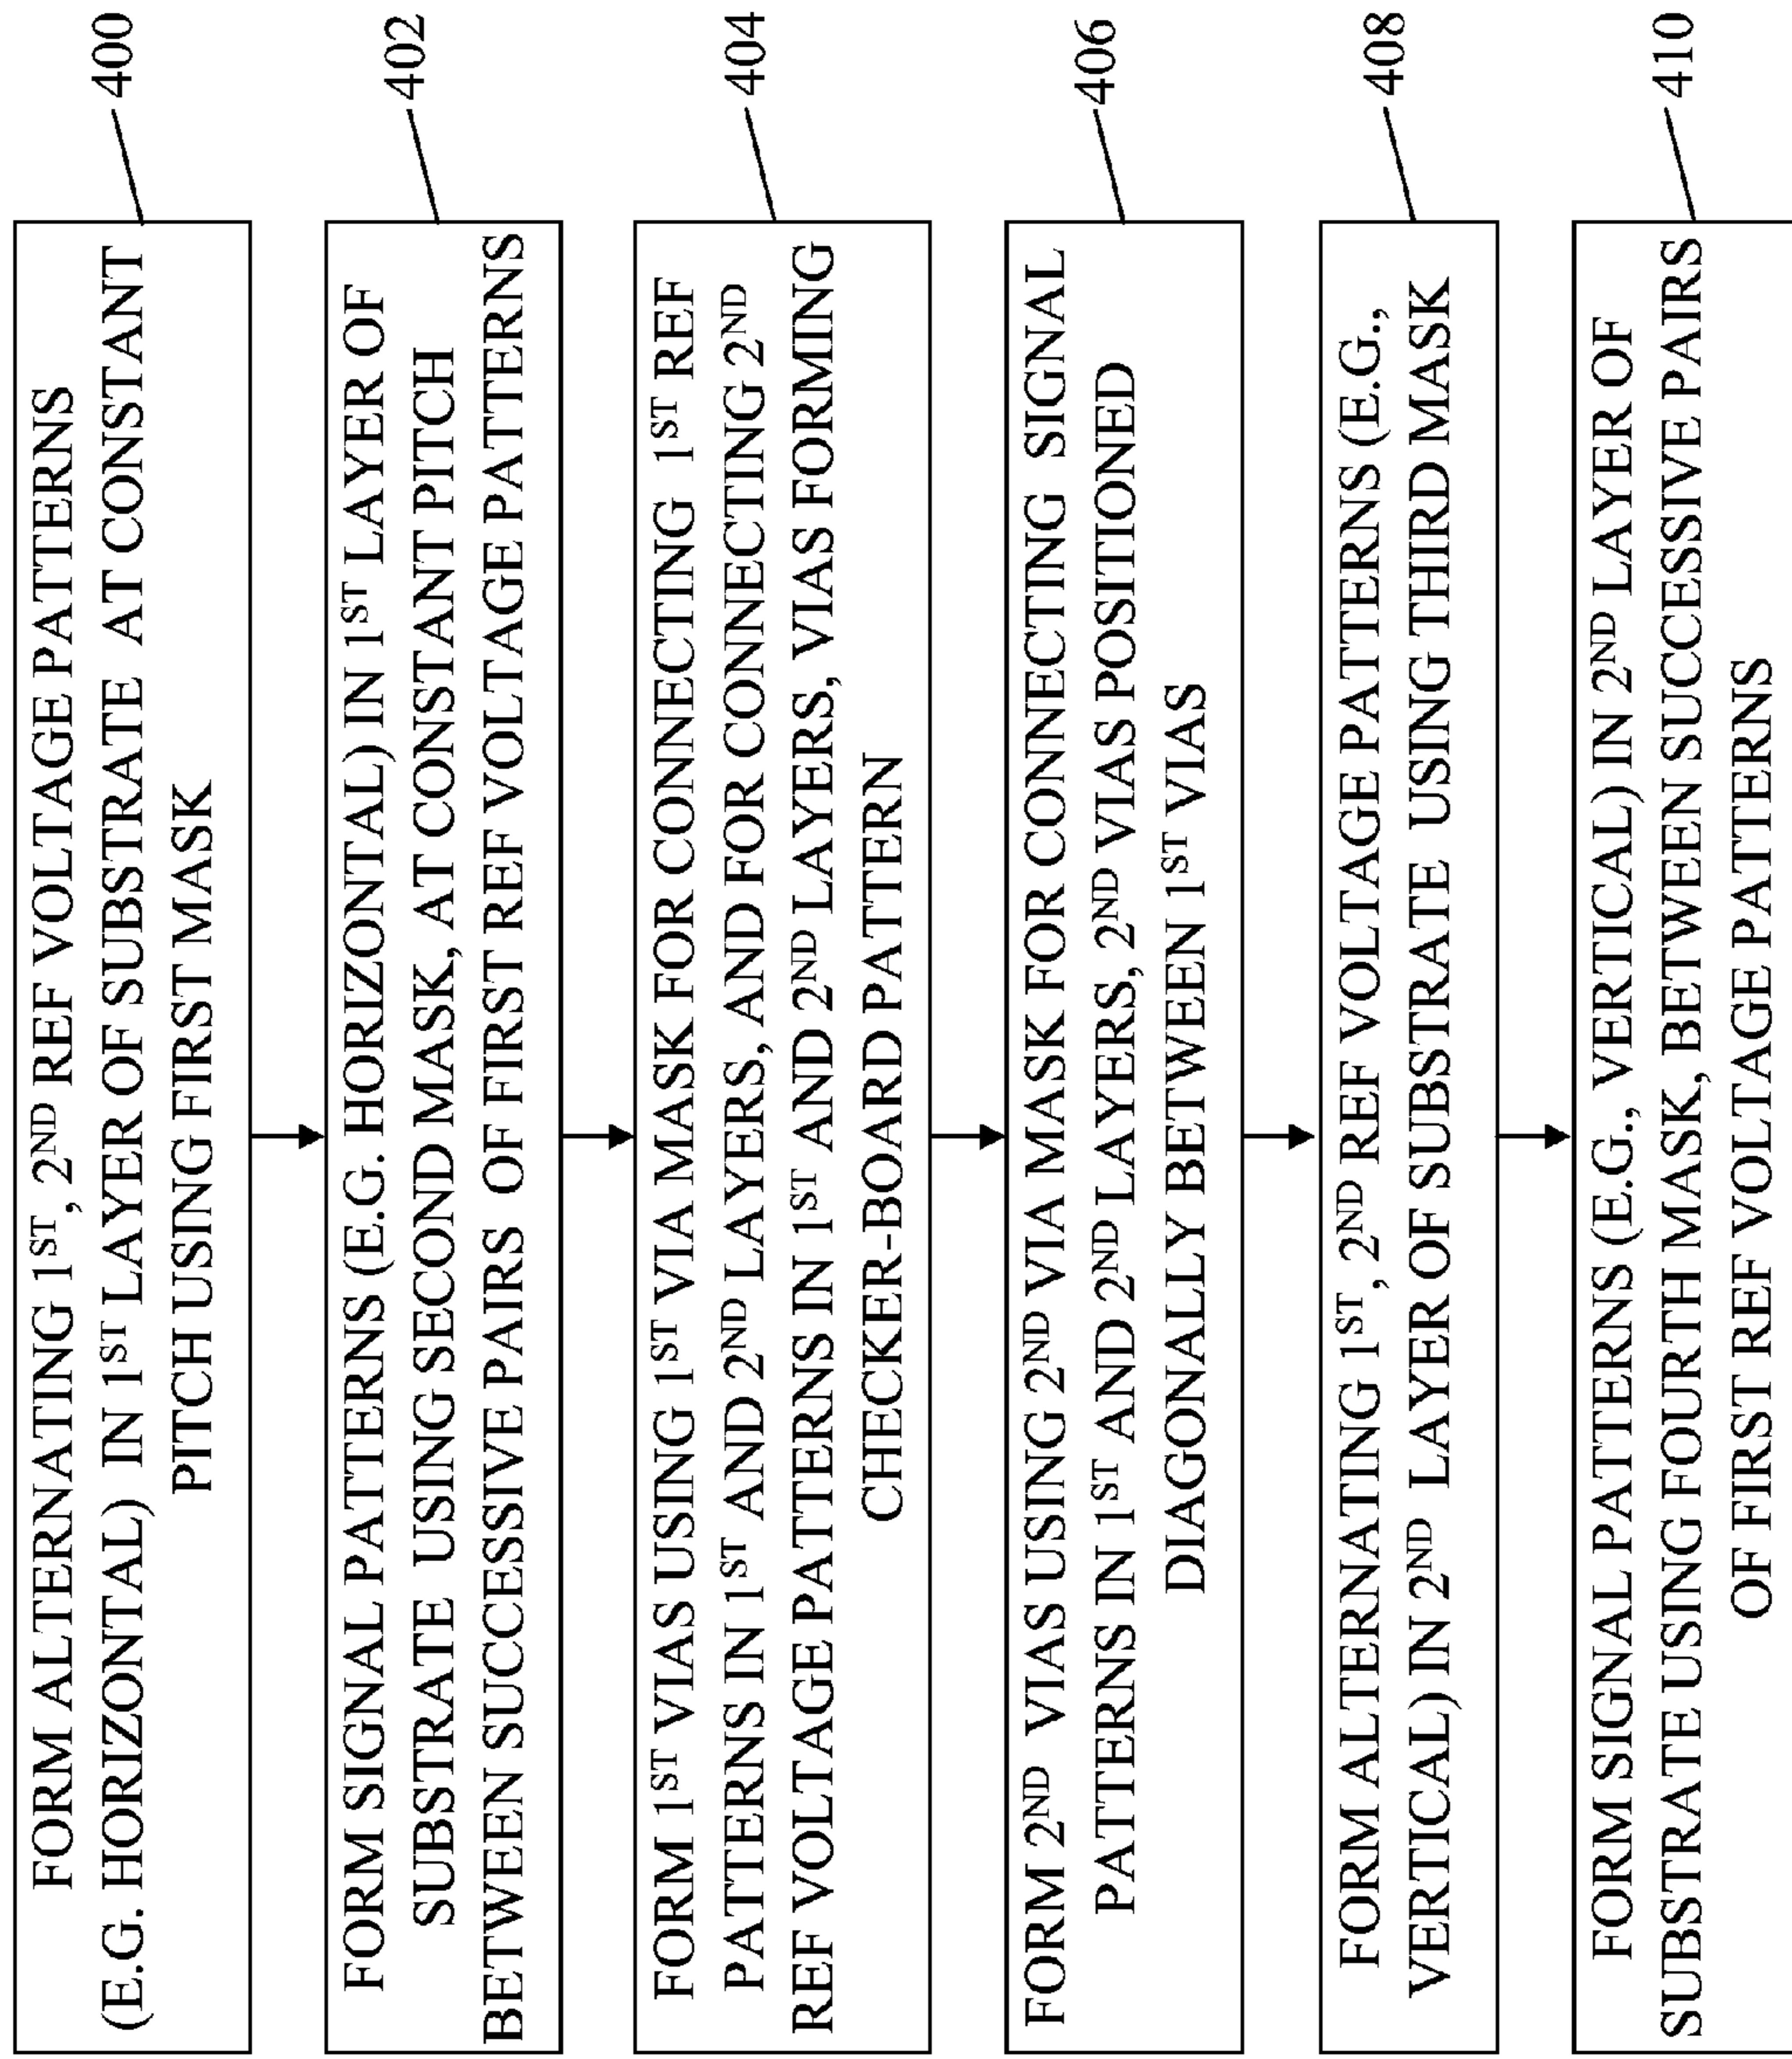 FORM ALTERNATING 1ST, 2ND REF VOLTAGE PATTERNS
(E.G. HORIZONTAL) IN 1ST LAYER OF SUBSTRATE AT CONSTANT
PITCH USING FIRST MASK
400
FORM SIGNAL PATTERNS (E.G. HORIZONTAL) IN 1ST LAYER OF
SUBSTRATE USING SECOND MASK, AT CONSTANT PITCH
BETWEEN SUCCESSIVE PAIRS OF FIRST REF VOLTAGE PATTERNS
402
FORM 1ST VIAS USING 1ST VIA MASK FOR CONNECTING 1ST REF
PATTERNS IN 1ST AND 2ND LAYERS, AND FOR CONNECTING 2ND
REF VOLTAGE PATTERNS IN 1ST AND 2ND LAYERS, VIAS FORMING
CHECKER-BOARD PATTERN
404
FORM 2ND VIAS USING 2ND VIA MASK FOR CONNECTING SIGNAL
PATTERNS IN 1ST AND 2ND LAYERS, 2ND VIAS POSITIONED
DIAGONALLY BETWEEN 1ST VIAS
406
FORM ALTERNATING 1ST, 2ND REF VOLTAGE PATTERNS (E.G.,
VERTICAL) IN 2ND LAYER OF SUBSTRATE USING THIRD MASK
408
FORM SIGNAL PATTERNS (E.G., VERTICAL) IN 2ND LAYER OF
SUBSTRATE USING FOURTH MASK, BETWEEN SUCCESSIVE PAIRS
OF FIRST REF VOLTAGE PATTERNS
410